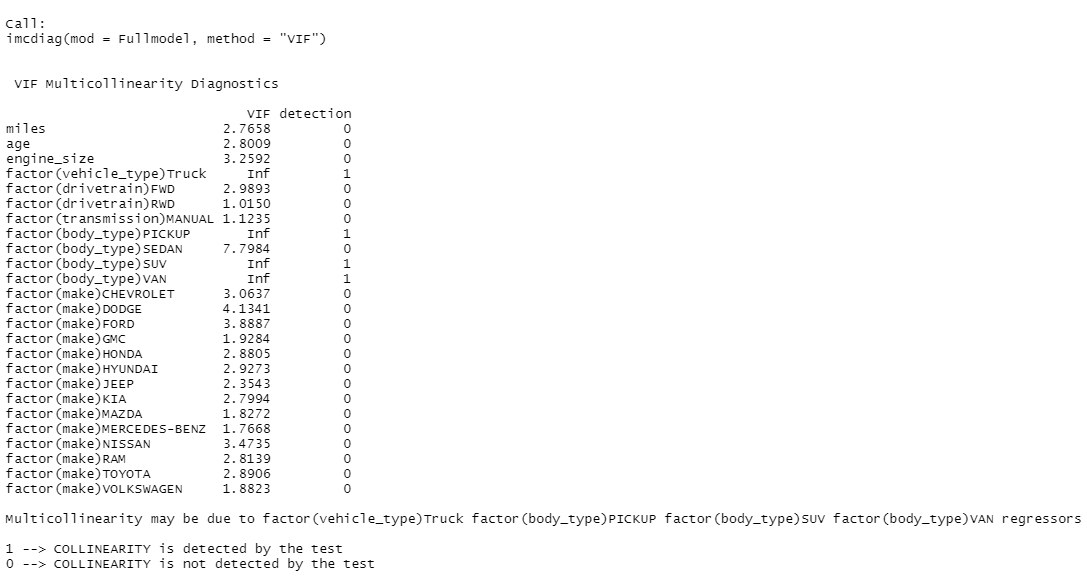 call:
imcdiag(mod = Fullmodel, method = "VIF")
VIF Multicollinearity Diagnostics
VIF detection
miles 2.7658 0
age 2.8009 0
engine_size 3.2592 0
factor(vehicle_type)Truck Inf 1
factor(drivetrain)FWD 2.9893 0
factor(drivetrain)RWD 1.0150 0
factor(transmission)MANUAL 1.1235 0
factor(body_type)PICKUP Inf 1
factor(body_type)SEDAN 7.7984 0
factor(body_type)SUV Inf 1
factor(body_type)VAN Inf 1
factor(make)CHEVROLET 3.0637 0
factor(make)DODGE 4.1341 0
factor(make)FORD 3.8887 0
factor(make)GMC 1.9284 0
factor(make)HONDA 2.8805 0
factor(make)HYUNDAI 2.9273 0
factor(make)JEEP 2.3543 0
factor(make)KIA 2.7994 0
factor(make)MAZDA 1.8272 0
factor(make)MERCEDES-BENZ 1.7668 0
factor(make)NISSAN 3.4735 0
factor(make)RAM 2.8139 0
factor(make)TOYOTA 2.8906 0
factor(make)VOLKSWAGEN 1.8823 0
Multicollinearity may be due to factor(vehicle_type)Truck factor(body_type)PICKUP factor(body_type)SUV factor(body_type)VAN regressors
1 --> COLLINEARITY is detected by the test
0 --> COLLINEARITY is not detected by the test